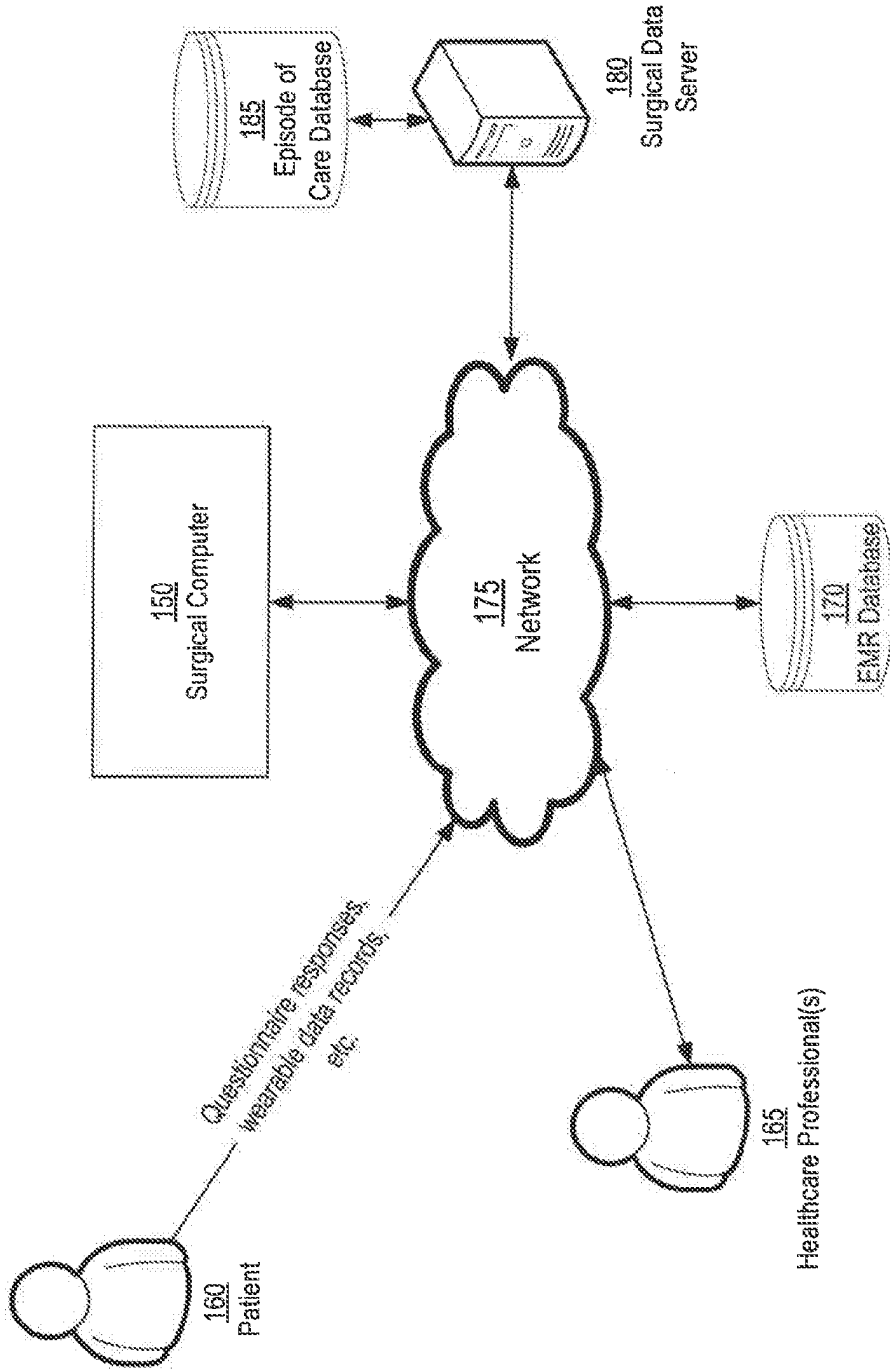 185
Episode of
Care Database
180
Surgical Data
Server
150
Surgical Computer
175
Network
170
EMR Database
Questionnaire responses,
wearable data records,
etc.
160
Patient
165
Healthcare Professional(s)